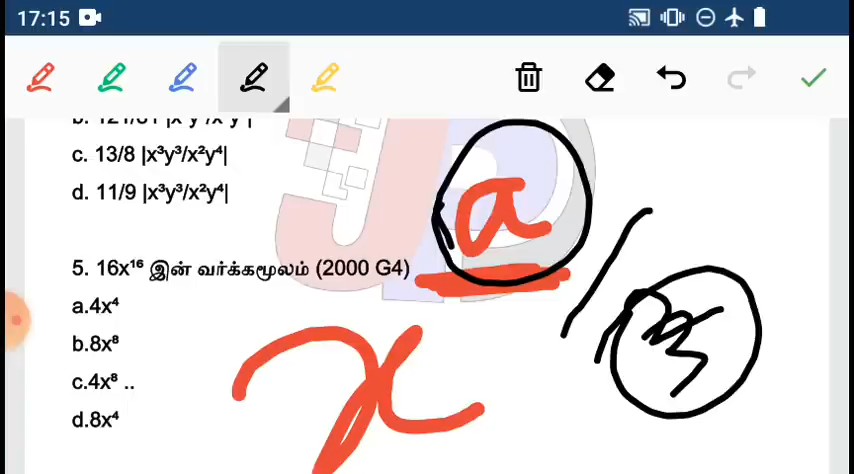 17:15
c. 13/8 |x³y³/x²y⁴|
d. 11/9 |x³y³/x²y⁴|
a
5. 16x¹⁶ இன் வர்க்கமூலம் (2000 G4)
a.4x⁴
b.8x⁸
c.4x⁸ ..
d.8x⁴
x